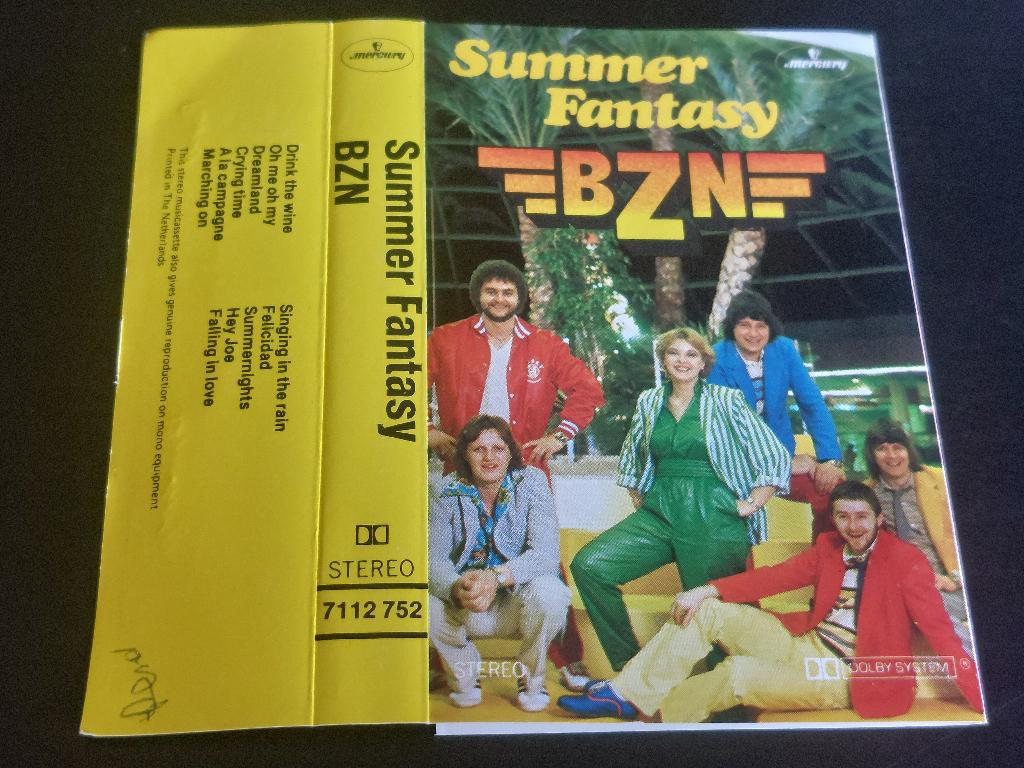 Drink the wine
Oh me oh my
Dreamland
Crying time
A la campagne
Marching on
Singing in the rain
Felicidad
Summernights
Hey Joe
Falling in love
This stereo musicassette also gives genuine reproduction on mono equipment
Printed in The Netherlands
mercury
Summer Fantasy
BZN
STEREO
7112 752
Summer
Fantasy
mercury
BZN
STEREO
DOLBY SYSTEM ®